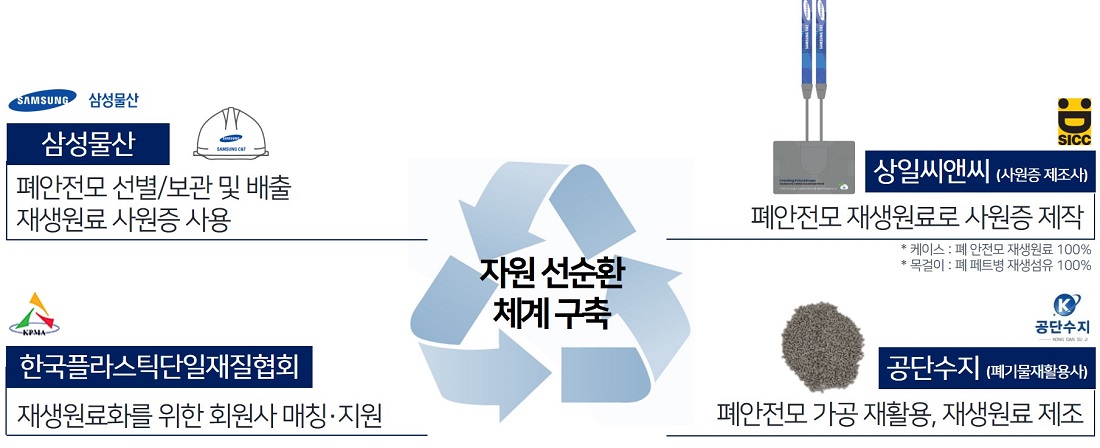 SAMSUNG 삼성물산
삼성물산
SAMSUNG C&T
폐안전모 선별/보관 및 배출
재생원료 사원증 사용
SICC
상일씨앤씨 (사원증 제조사)
폐안전모 재생원료로 사원증 제작
* 케이스 : 폐 안전모 재생원료 100%
* 목걸이 : 폐 페트병 재생섬유 100%
자원 선순환
체계 구축
KPMA
한국플라스틱단일재질협회
재생원료화를 위한 회원사 매칭·지원
K
공단수지
KONG DAN SU JI
공단수지 (폐기물재활용사)
폐안전모 가공 재활용, 재생원료 제조